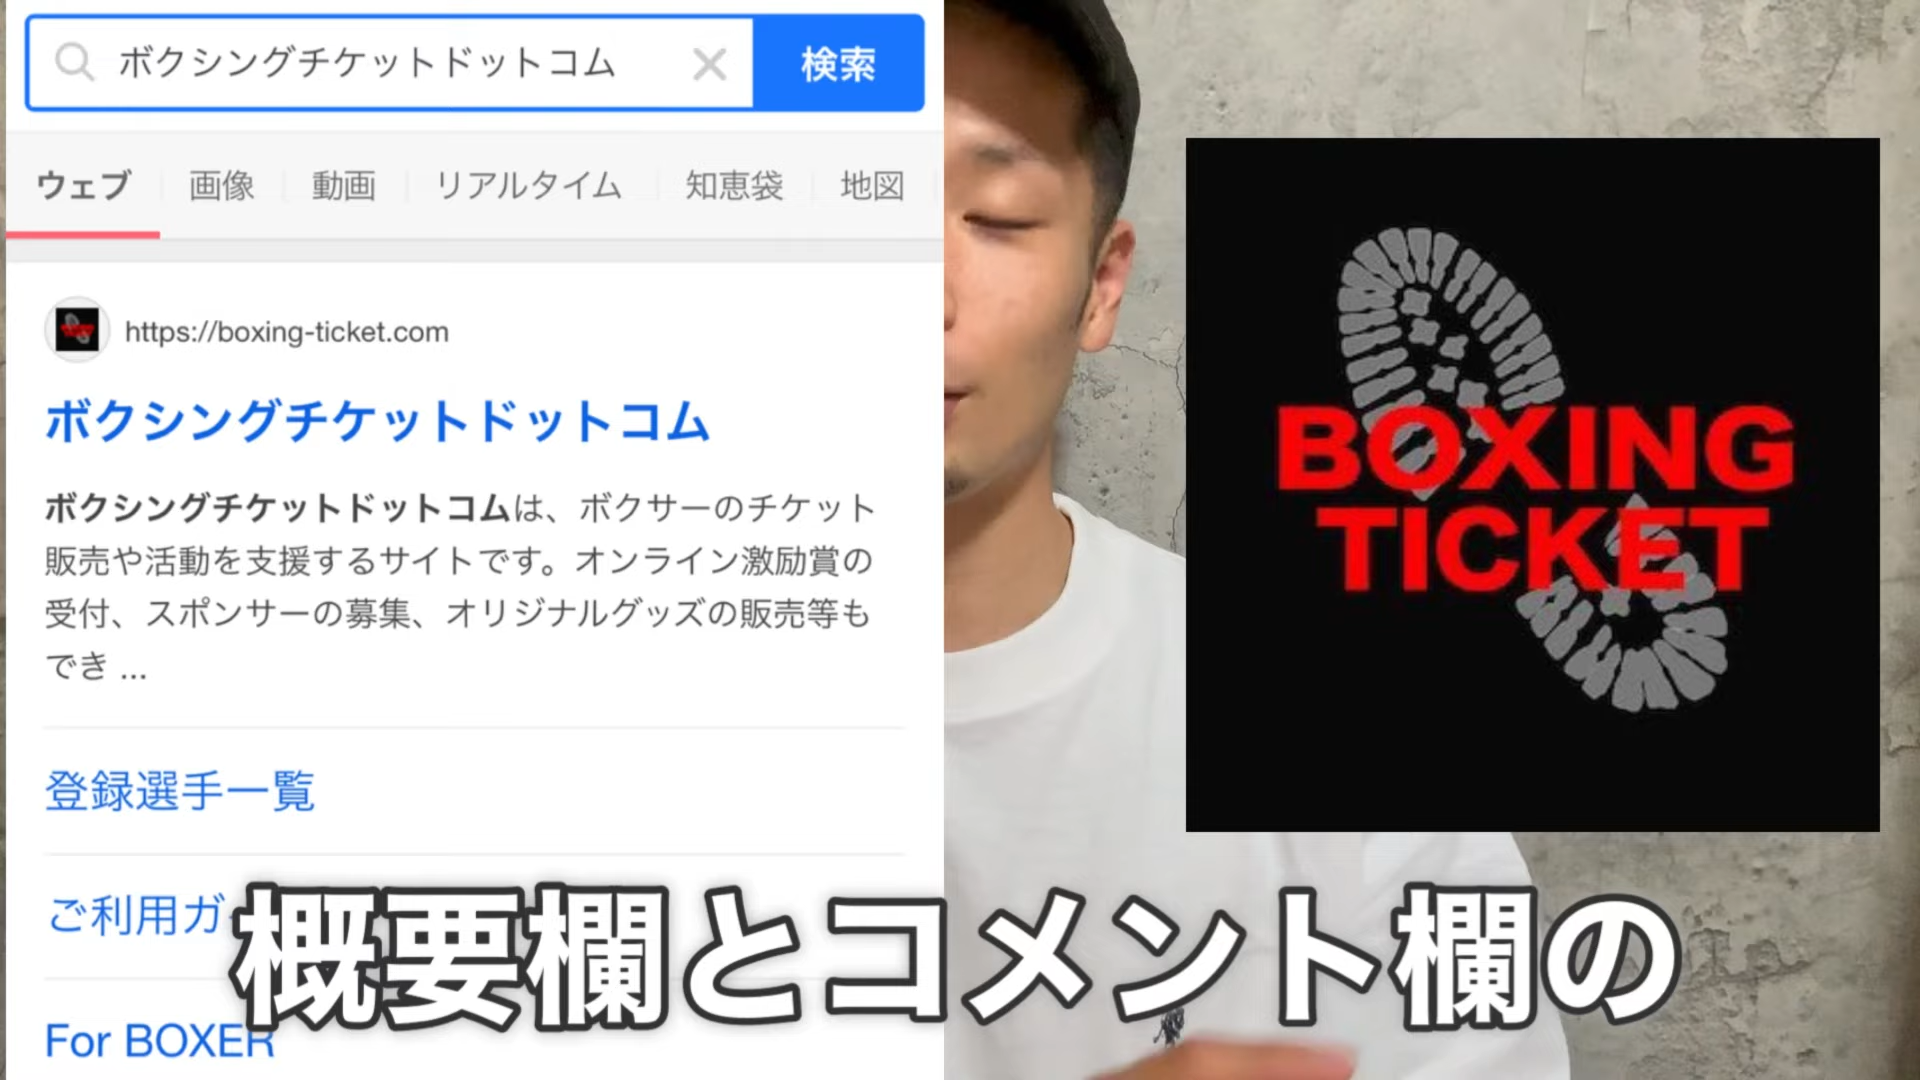 ボクシングチケットドットコム
検索
ウェブ 画像 動画 リアルタイム 知恵袋 地図
https://boxing-ticket.com
ボクシングチケットドットコム
ボクシングチケットドットコムは、ボクサーのチケット
販売や活動を支援するサイトです。オンライン激励賞の
受付、スポンサーの募集、オリジナルグッズの販売等も
でき ...
登録選手一覧
ご利用ガ
For BOXER
BOXING
TICKET
概要欄とコメント欄の